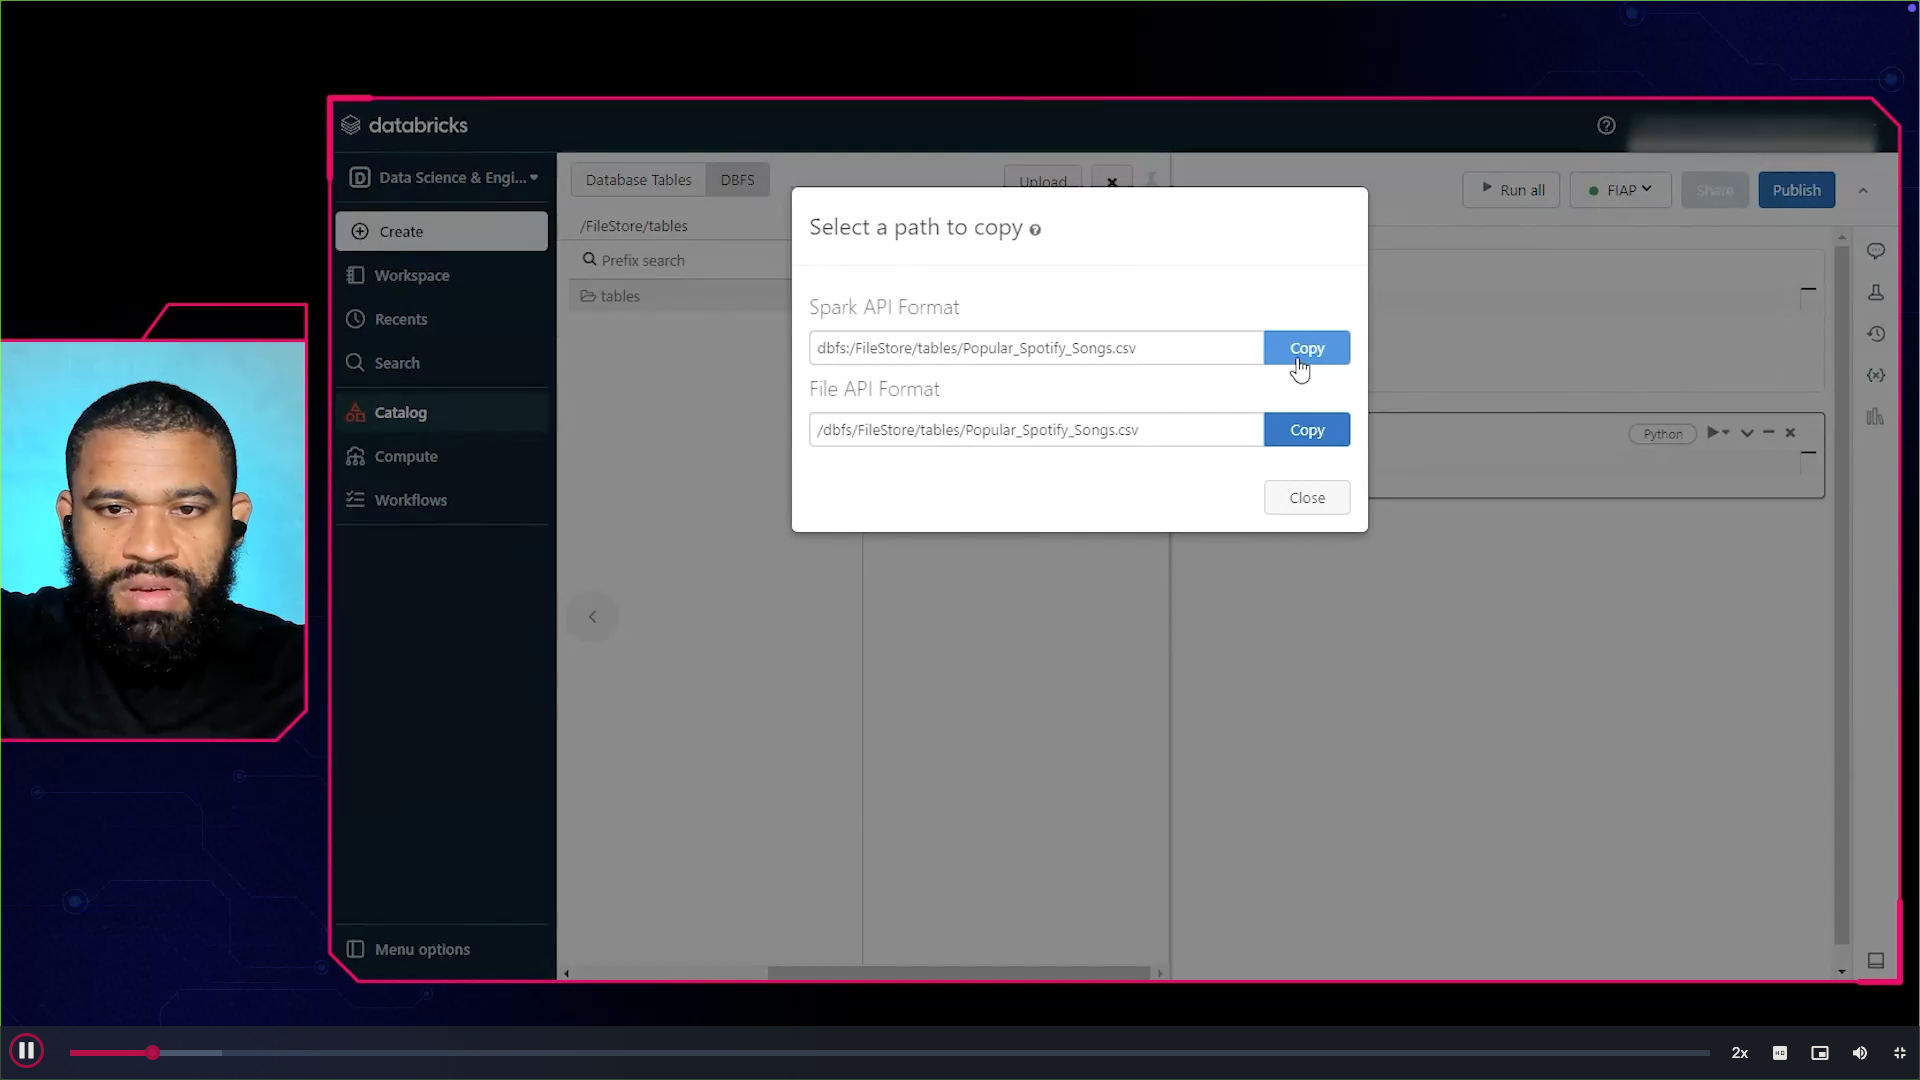 databricks
Data Science & Engi...
Create
Workspace
Recents
Search
Catalog
Compute
Workflows
Menu options
Database Tables
DBFS
Upload
/FileStore/tables
Prefix search
tables
Run all
FIAP
Share
Publish
Python
Select a path to copy
Spark API Format
dbfs:/FileStore/tables/Popular_Spotify_Songs.csv
Copy
File API Format
/dbfs/FileStore/tables/Popular_Spotify_Songs.csv
Copy
Close
2x
HD